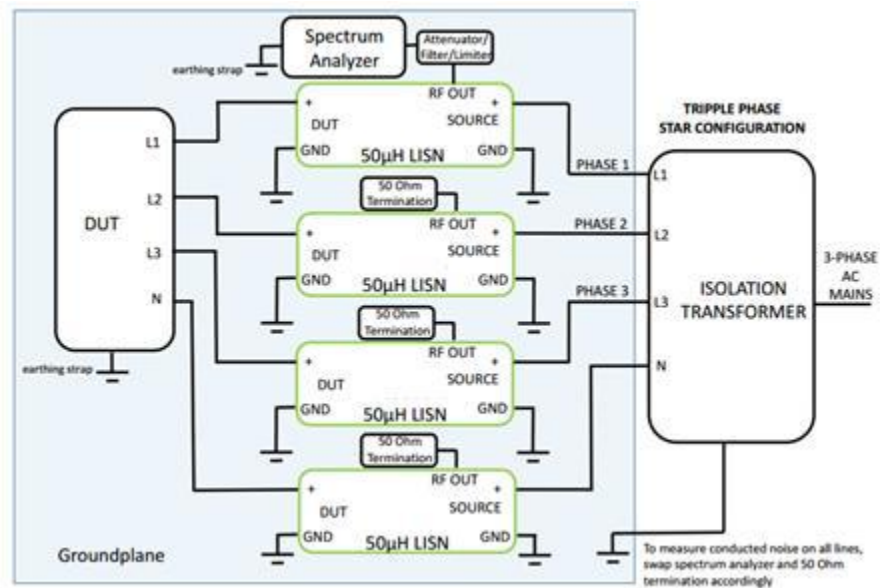 Spectrum
Analyzer
Attenuator/
Filter/Limiter
earthing strap
RF OUT
+
+
DUT
SOURCE
GND
GND
50µH LISN
TRIPPLE PHASE
STAR CONFIGURATION
L1
L2
L3
N
DUT
earthing strap
50 Ohm
Termination
RF OUT
+
+
DUT
SOURCE
GND
GND
50µH LISN
50 Ohm
Termination
RF OUT
+
+
DUT
SOURCE
GND
GND
50µH LISN
50 Ohm
Termination
RF OUT
+
+
DUT
SOURCE
GND
GND
50µH LISN
PHASE 1
PHASE 2
PHASE 3
L1
L2
L3
N
ISOLATION
TRANSFORMER
3-PHASE
AC
MAINS
Groundplane
To measure conducted noise on all lines,
swap spectrum analyzer and 50 Ohm
termination accordingly